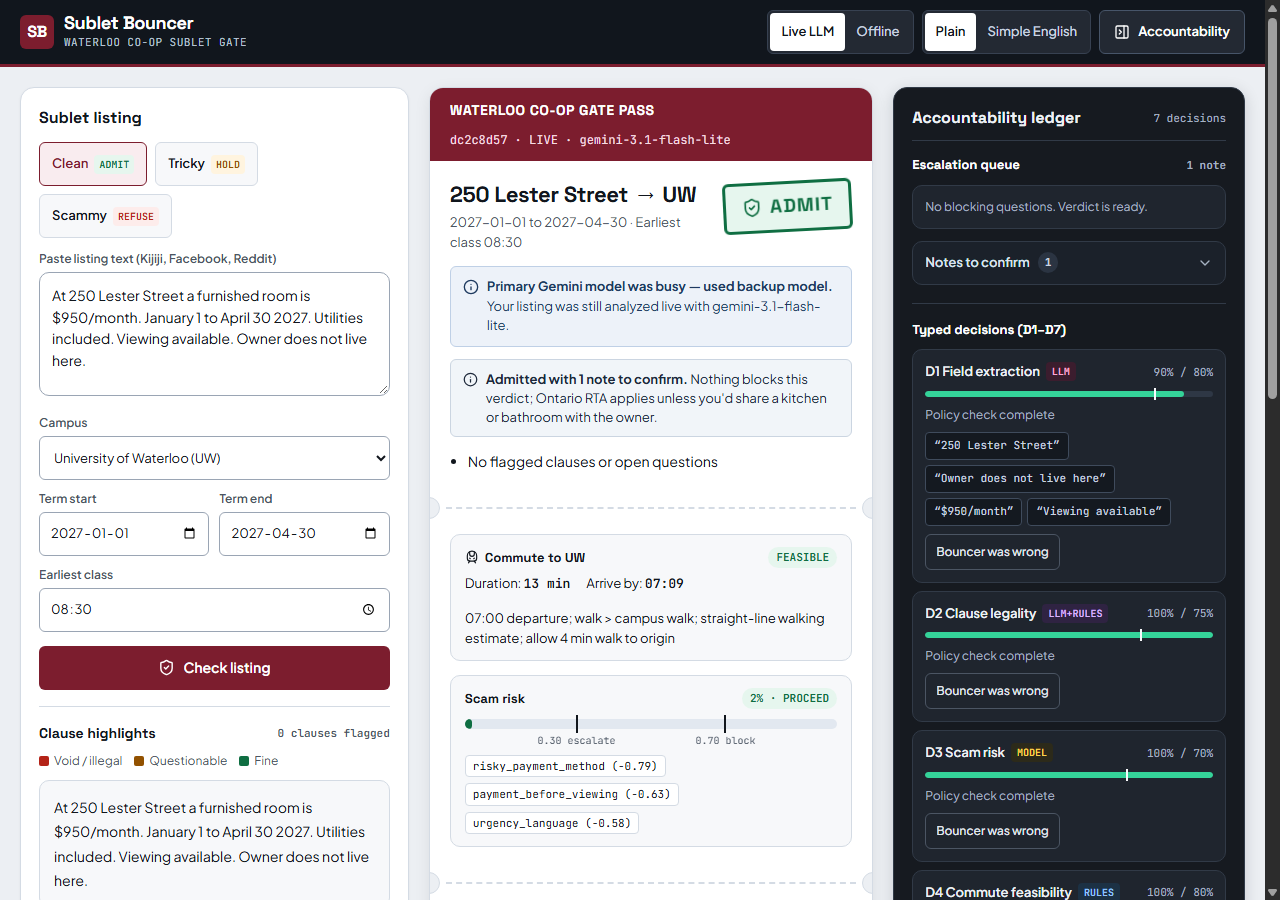 SB
Sublet Bouncer
WATERLOO CO-OP SUBLET GATE
Live LLM
Offline
Plain
Simple English
Accountability
Sublet listing
Clean ADMIT
Tricky HOLD
Scammy REFUSE
Paste listing text (Kijiji, Facebook, Reddit)
At 250 Lester Street a furnished room is
$950/month. January 1 to April 30 2027. Utilities
included. Viewing available. Owner does not live
here.
Campus
University of Waterloo (UW)
Term start
Term end
2027-01-01
2027-04-30
Earliest class
08:30
Check listing
Clause highlights
0 clauses flagged
Void / illegal
Questionable
Fine
At 250 Lester Street a furnished room is
$950/month. January 1 to April 30 2027. Utilities
included. Viewing available. Owner does not live
here.
WATERLOO CO-OP GATE PASS
dc2c8d57 · LIVE · gemini-3.1-flash-lite
250 Lester Street → UW
2027-01-01 to 2027-04-30 · Earliest
class 08:30
ADMIT
Primary Gemini model was busy — used backup model.
Your listing was still analyzed live with gemini-3.1-flash-
lite.
Admitted with 1 note to confirm. Nothing blocks this
verdict; Ontario RTA applies unless you'd share a kitchen
or bathroom with the owner.
• No flagged clauses or open questions
Commute to UW
FEASIBLE
Duration: 13 min Arrive by: 07:09
07:00 departure; walk > campus walk; straight-line walking
estimate; allow 4 min walk to origin
Scam risk
2% · PROCEED
0.30 escalate
0.70 block
risky_payment_method (-0.79)
payment_before_viewing (-0.63)
urgency_language (-0.58)
Accountability ledger
7 decisions
Escalation queue
1 note
No blocking questions. Verdict is ready.
Notes to confirm 1
Typed decisions (D1–D7)
D1 Field extraction LLM
90% / 80%
Policy check complete
“250 Lester Street”
“Owner does not live here”
“$950/month”
“Viewing available”
Bouncer was wrong
D2 Clause legality LLM+RULES
100% / 75%
Policy check complete
Bouncer was wrong
D3 Scam risk MODEL
100% / 70%
Policy check complete
Bouncer was wrong
D4 Commute feasibility RULES
100% / 80%